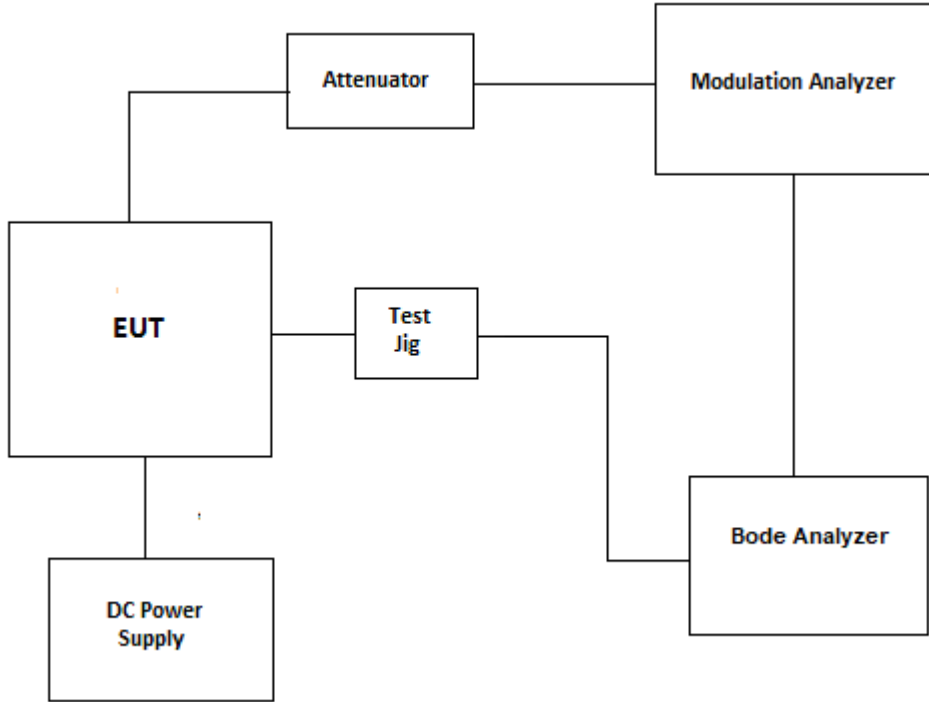 Attenuator
Modulation Analyzer
EUT
Test
Jig
Bode Analyzer
DC Power
Supply